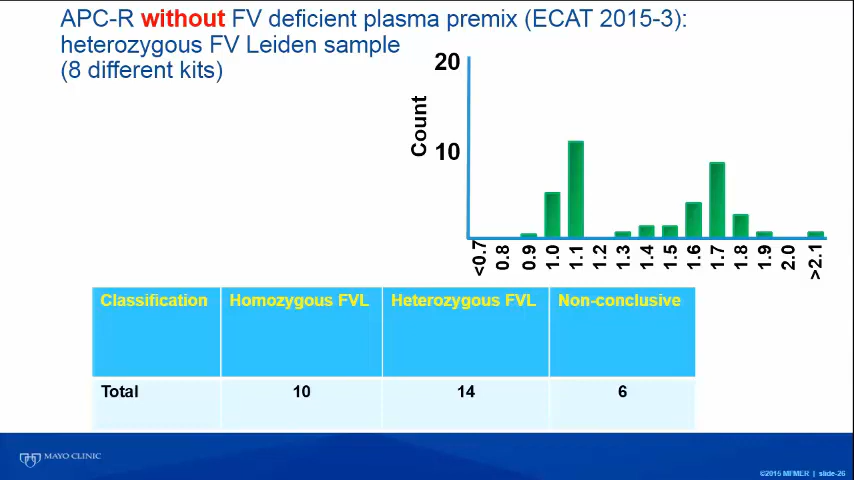 APC-R without FV deficient plasma premix (ECAT 2015-3):
heterozygous FV Leiden sample
(8 different kits)
20
Count
10
<0.7 0.8 0.9 1.0 1.1 1.2 1.3 1.4 1.5 1.6 1.7 1.8 1.9 2.0 >2.1
Classification Homozygous FVL Heterozygous FVL Non-conclusive
Total 10 14 6
MAYO CLINIC
©2015 MFMER | slide-26